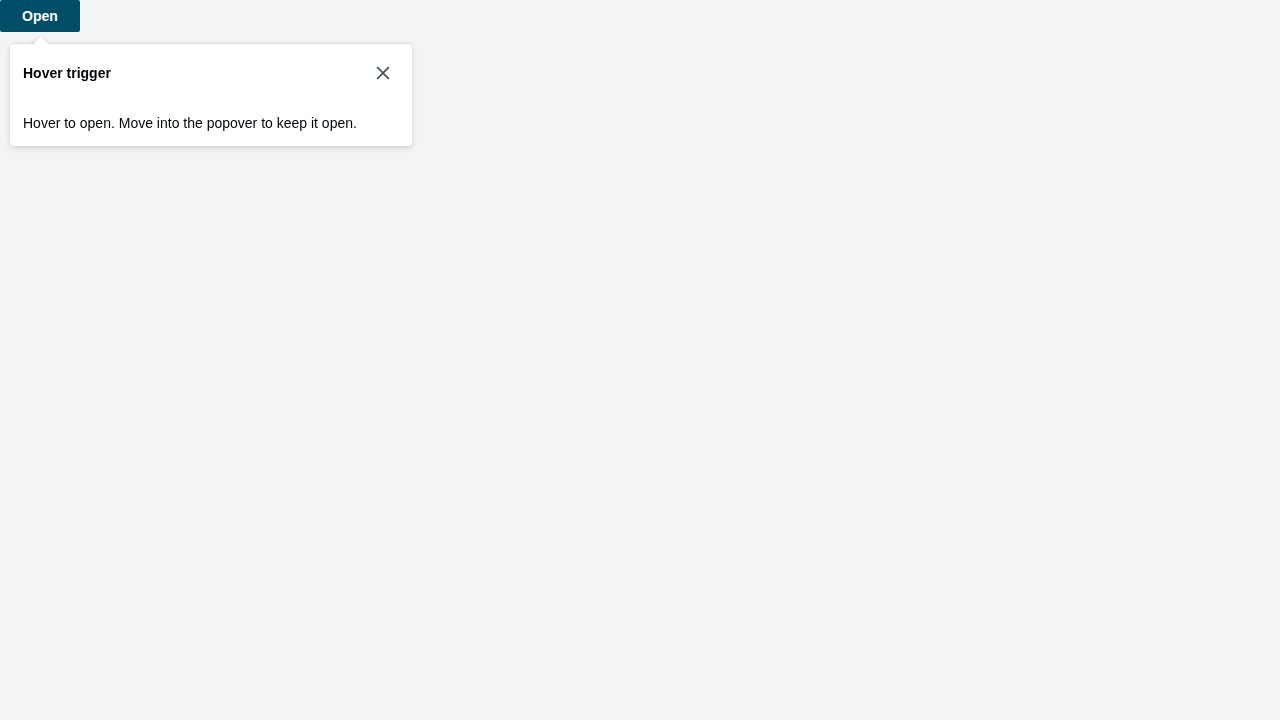 Open
Hover trigger
Hover to open. Move into the popover to keep it open.